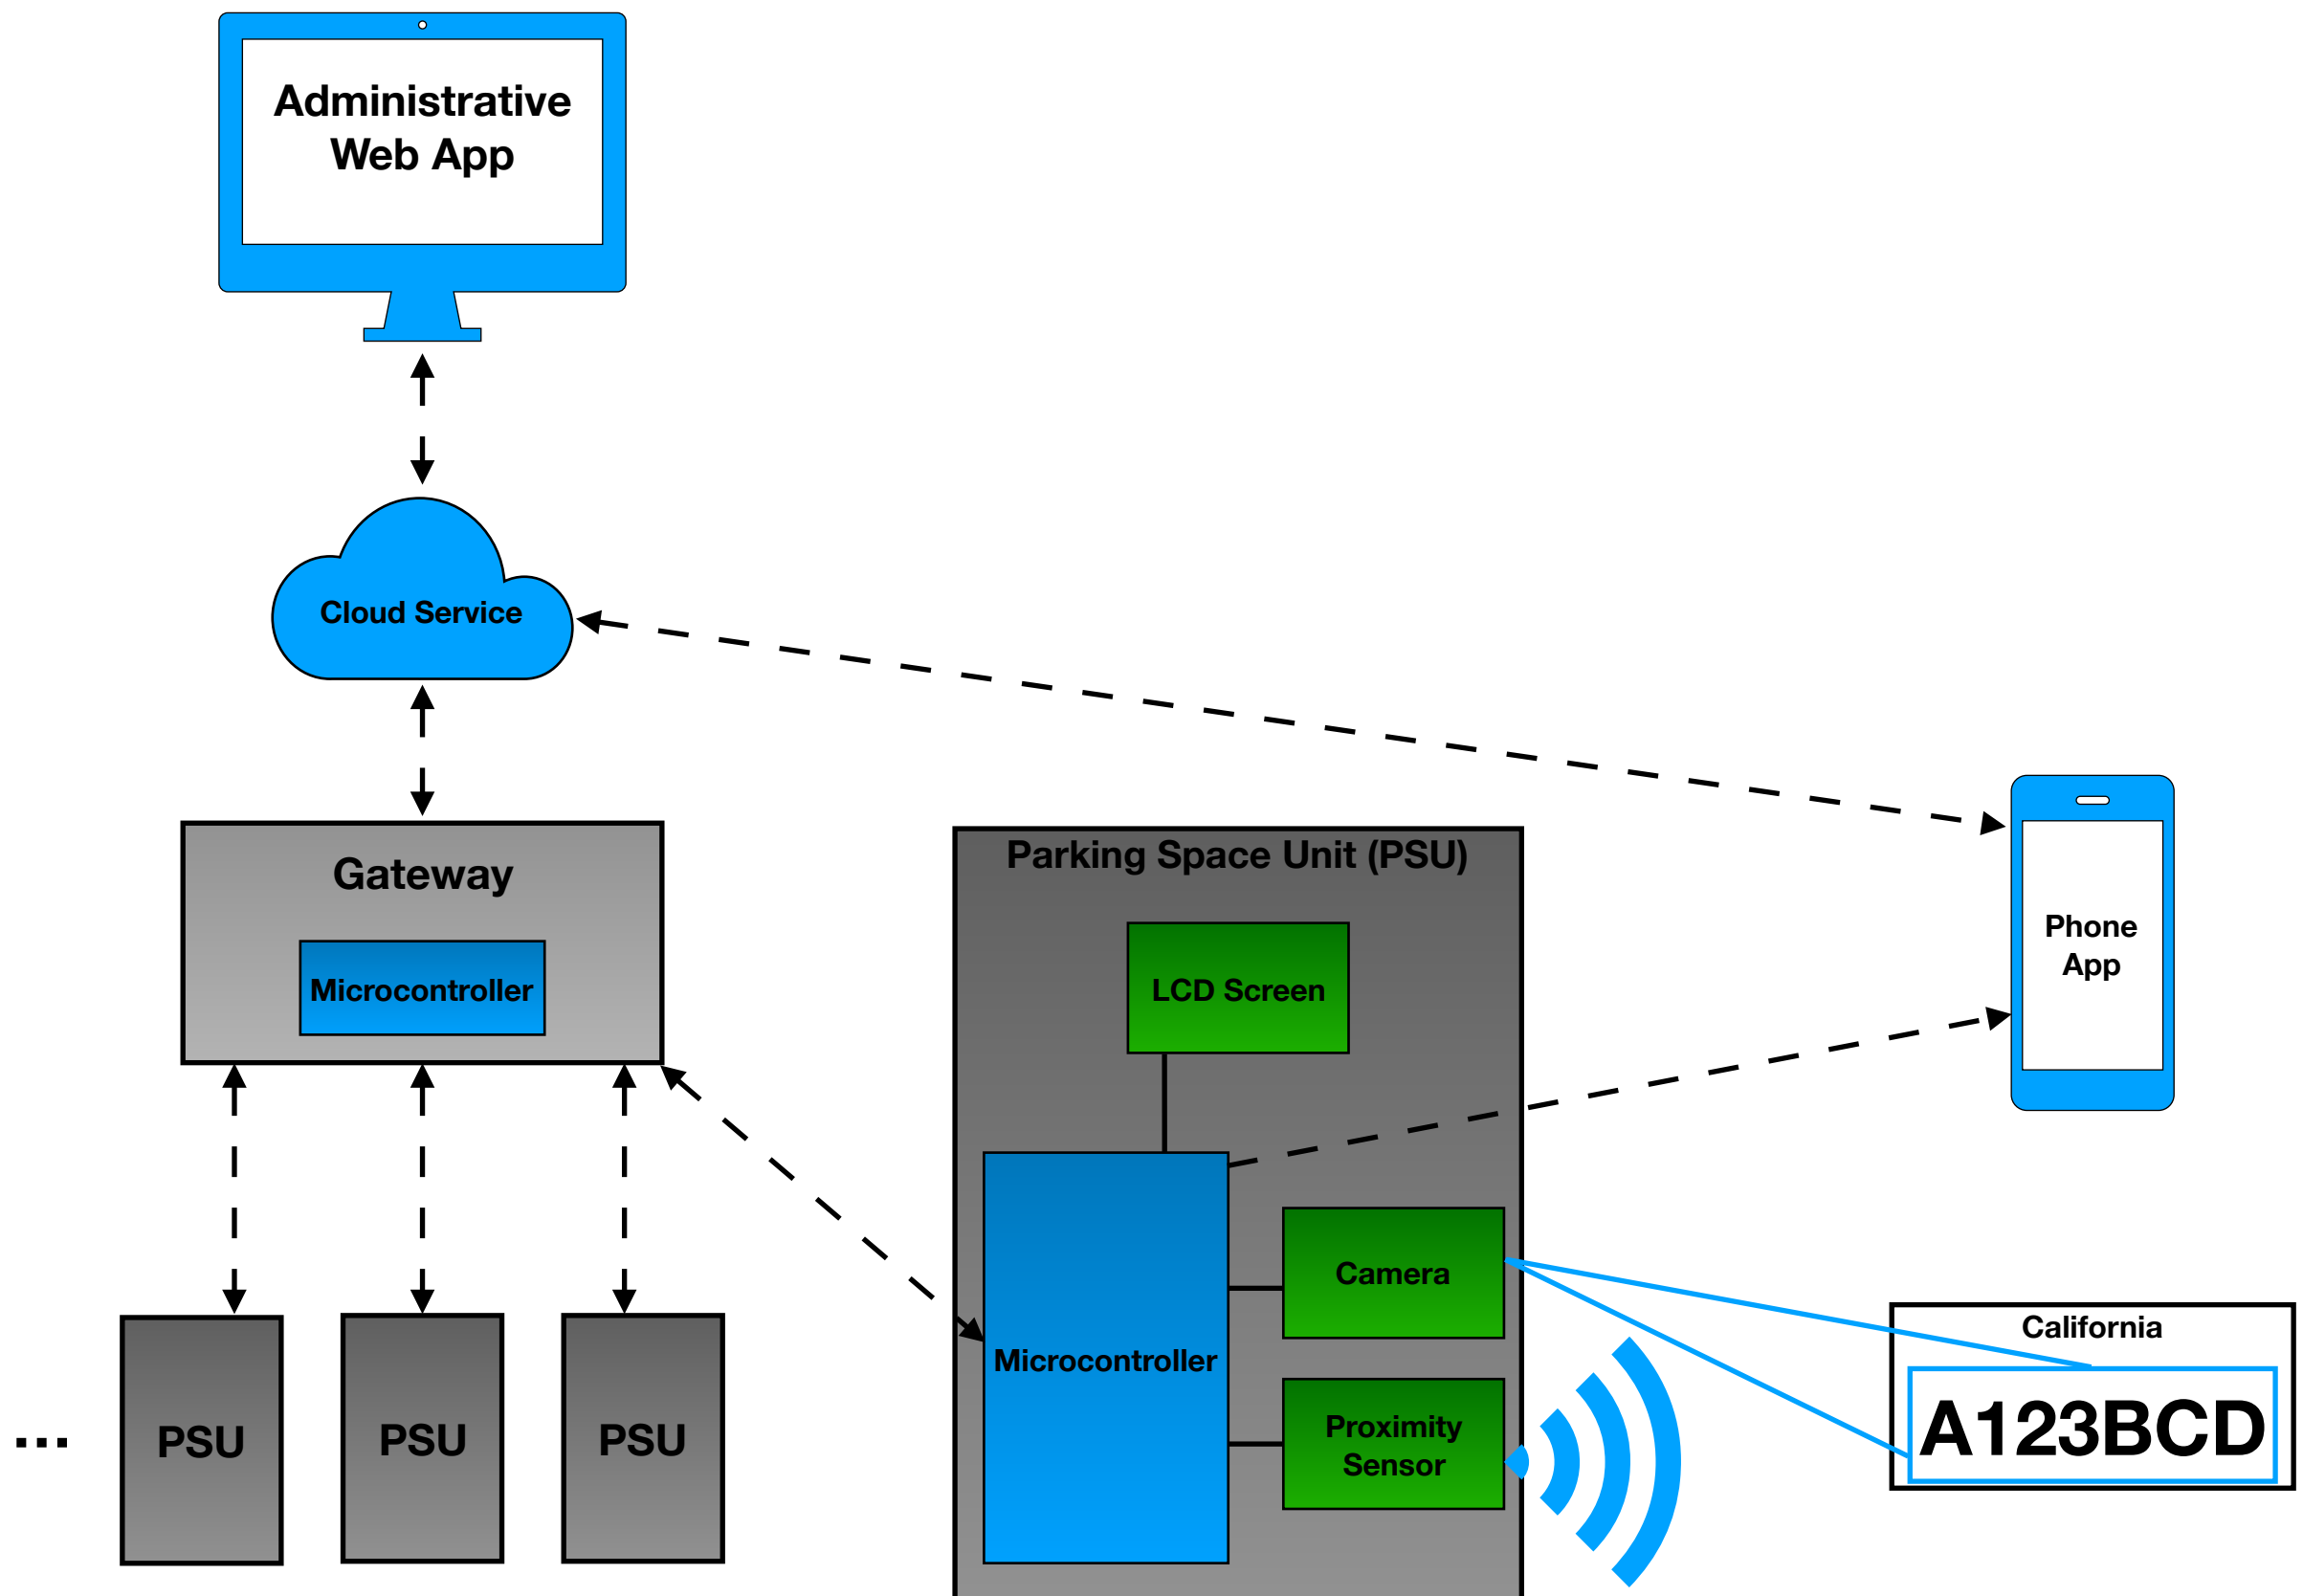 Administrative
Web App
Cloud Service
Gateway
Microcontroller
Parking Space Unit (PSU)
LCD Screen
Phone
App
Microcontroller
Camera
Proximity
Sensor
California
A123BCD
...
PSU
PSU
PSU